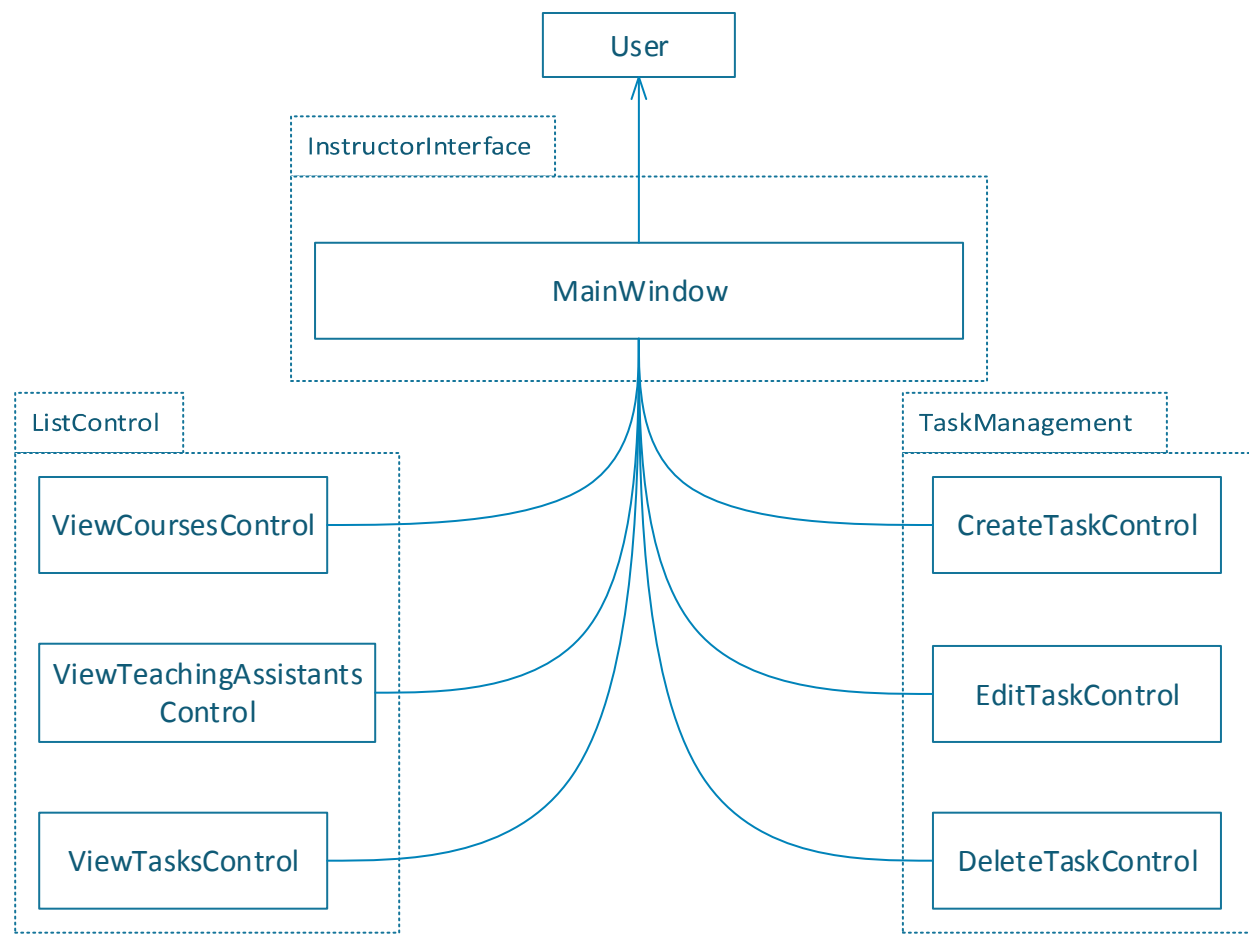 User
InstructorInterface
MainWindow
ListControl
TaskManagement
ViewCoursesControl
CreateTaskControl
ViewTeachingAssistants
Control
EditTaskControl
ViewTasksControl
DeleteTaskControl